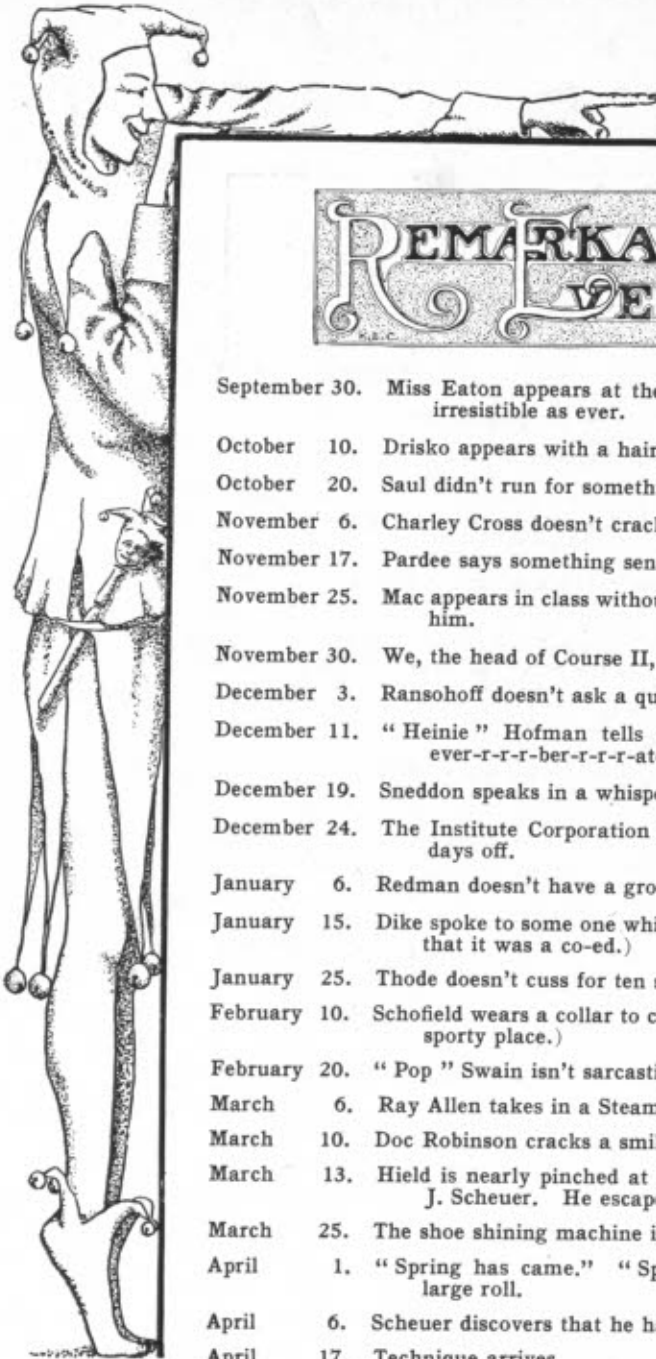 REMARKA
EVE
September 30. Miss Eaton appears at the
irresistible as ever.
October 10. Drisko appears with a hair
October 20. Saul didn't run for someth
November 6. Charley Cross doesn't crac
November 17. Pardee says something sen
November 25. Mac appears in class withou
him.
November 30. We, the head of Course II,
December 3. Ransohoff doesn't ask a qu
December 11. " Heinie " Hofman tells
ever-r-r-r-ber-r-r-r-at
December 19. Sneddon speaks in a whisp
December 24. The Institute Corporation
days off.
January 6. Redman doesn't have a gro
January 15. Dike spoke to some one whi
that it was a co-ed.)
January 25. Thode doesn't cuss for ten s
February 10. Schofield wears a collar to c
sporty place.)
February 20. " Pop " Swain isn't sarcasti
March 6. Ray Allen takes in a Steam
March 10. Doc Robinson cracks a smil
March 13. Hield is nearly pinched at
J. Scheuer. He escap
March 25. The shoe shining machine i
April 1. " Spring has came." " Sp
large roll.
April 6. Scheuer discovers that he h
April 17. Technique arrives